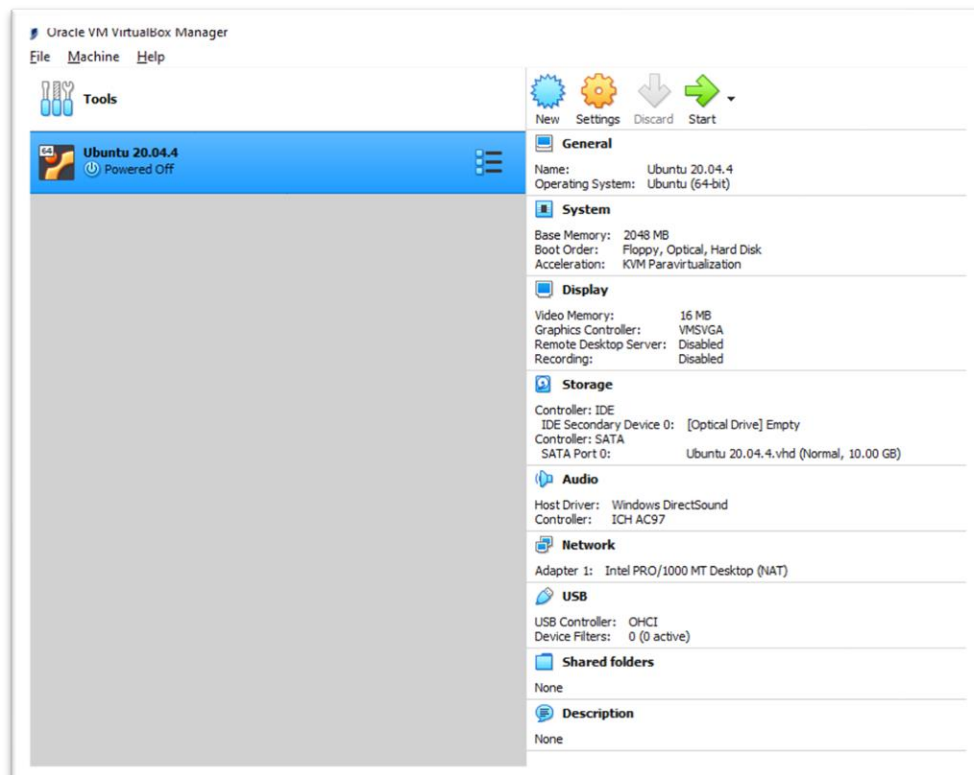 Oracle VM VirtualBox Manager
File Machine Help
Tools
New Settings Discard Start
64
Ubuntu 20.04.4
Powered Off
General
Name: Ubuntu 20.04.4
Operating System: Ubuntu (64-bit)
System
Base Memory: 2048 MB
Boot Order: Floppy, Optical, Hard Disk
Acceleration: KVM Paravirtualization
Display
Video Memory: 16 MB
Graphics Controller: VMSVGA
Remote Desktop Server: Disabled
Recording: Disabled
Storage
Controller: IDE
IDE Secondary Device 0: [Optical Drive] Empty
Controller: SATA
SATA Port 0: Ubuntu 20.04.4.vhd (Normal, 10.00 GB)
Audio
Host Driver: Windows DirectSound
Controller: ICH AC97
Network
Adapter 1: Intel PRO/1000 MT Desktop (NAT)
USB
USB Controller: OHCI
Device Filters: 0 (0 active)
Shared folders
None
Description
None